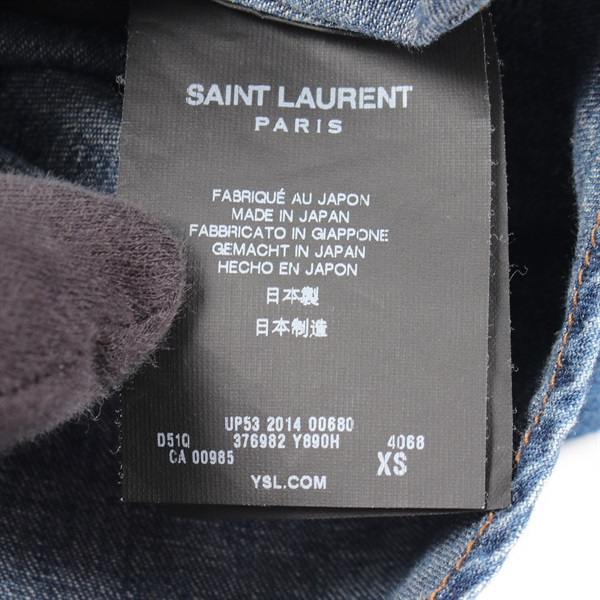 SAINT LAURENT
PARIS
FABRIQUÉ AU JAPON
MADE IN JAPAN
FABBRICATO IN GIAPPONE
GEMACHT IN JAPAN
HECHO EN JAPON
日本製
日本制造
UP53 2014 00680
D51Q 376982 Y890H 4068
CA 00985 XS
YSL.COM